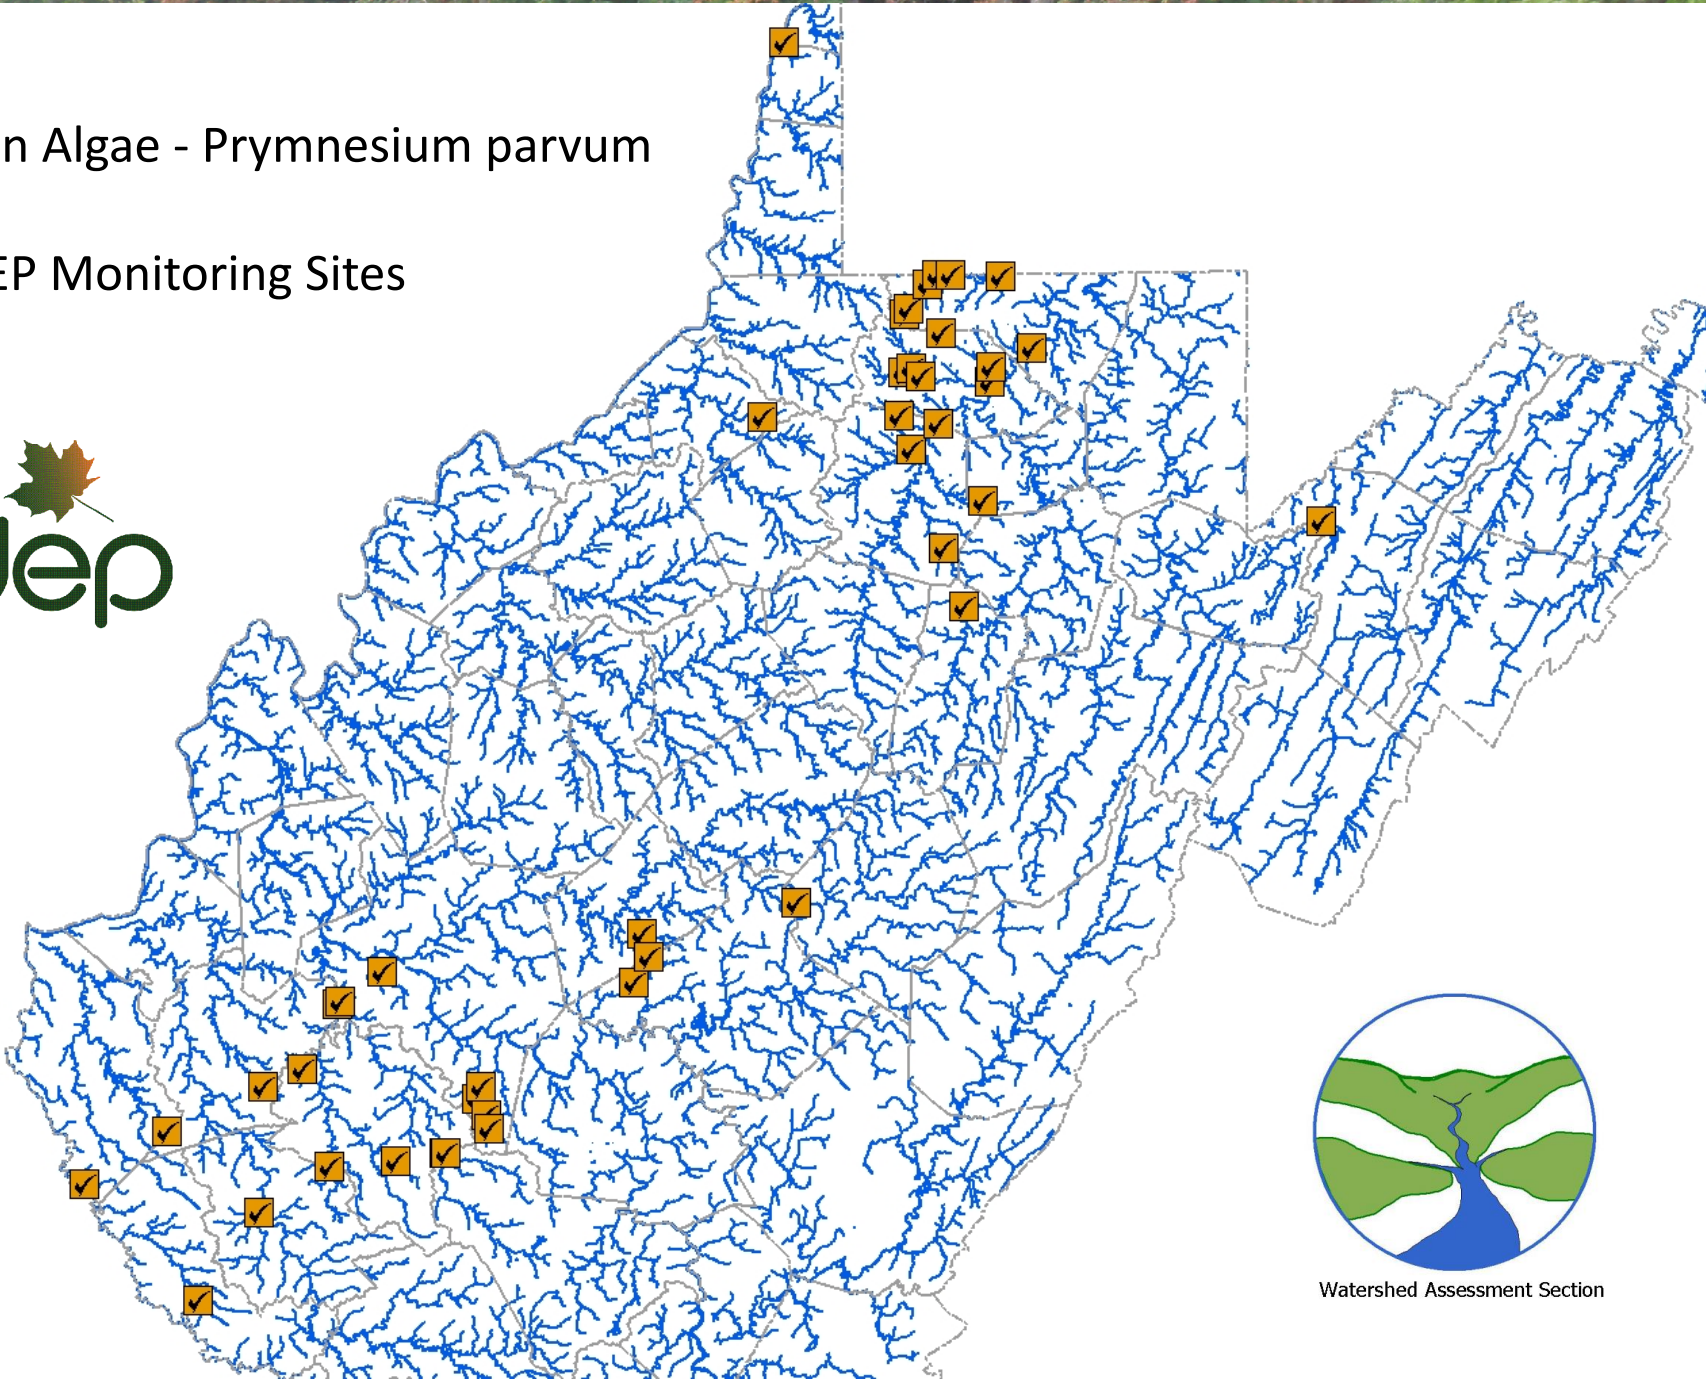 n Algae - Prymnesium parvum
EP Monitoring Sites
dep
Watershed Assessment Section